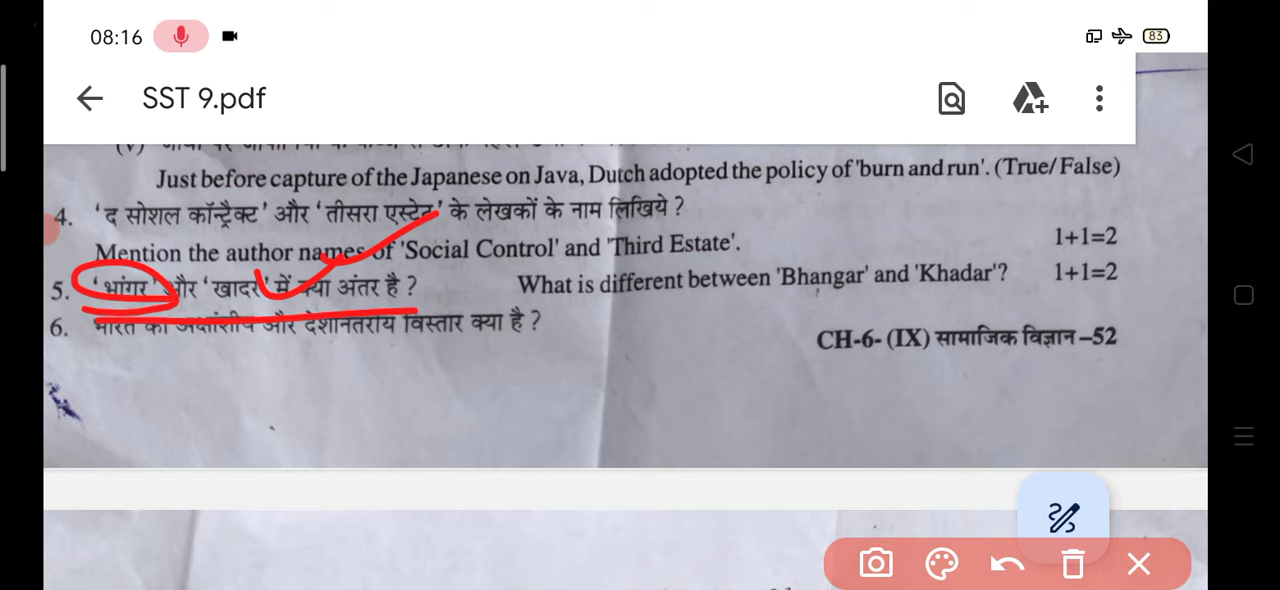 08:16
83
SST 9.pdf
(v)
Just before capture of the Japanese on Java, Dutch adopted the policy of 'burn and run'. (True/False)
4. 'द सोशल कॉन्ट्रैक्ट' और 'तीसरा एस्टेट' के लेखकों के नाम लिखिये ?
Mention the author names of 'Social Control' and 'Third Estate'. 1+1=2
5. 'भांगर' और 'खादर' में क्या अंतर है ? What is different between 'Bhangar' and 'Khadar'? 1+1=2
6. भारत का अक्षांशीय और देशानतरीय विस्तार क्या है ?
CH-6- (IX) सामाजिक विज्ञान –52